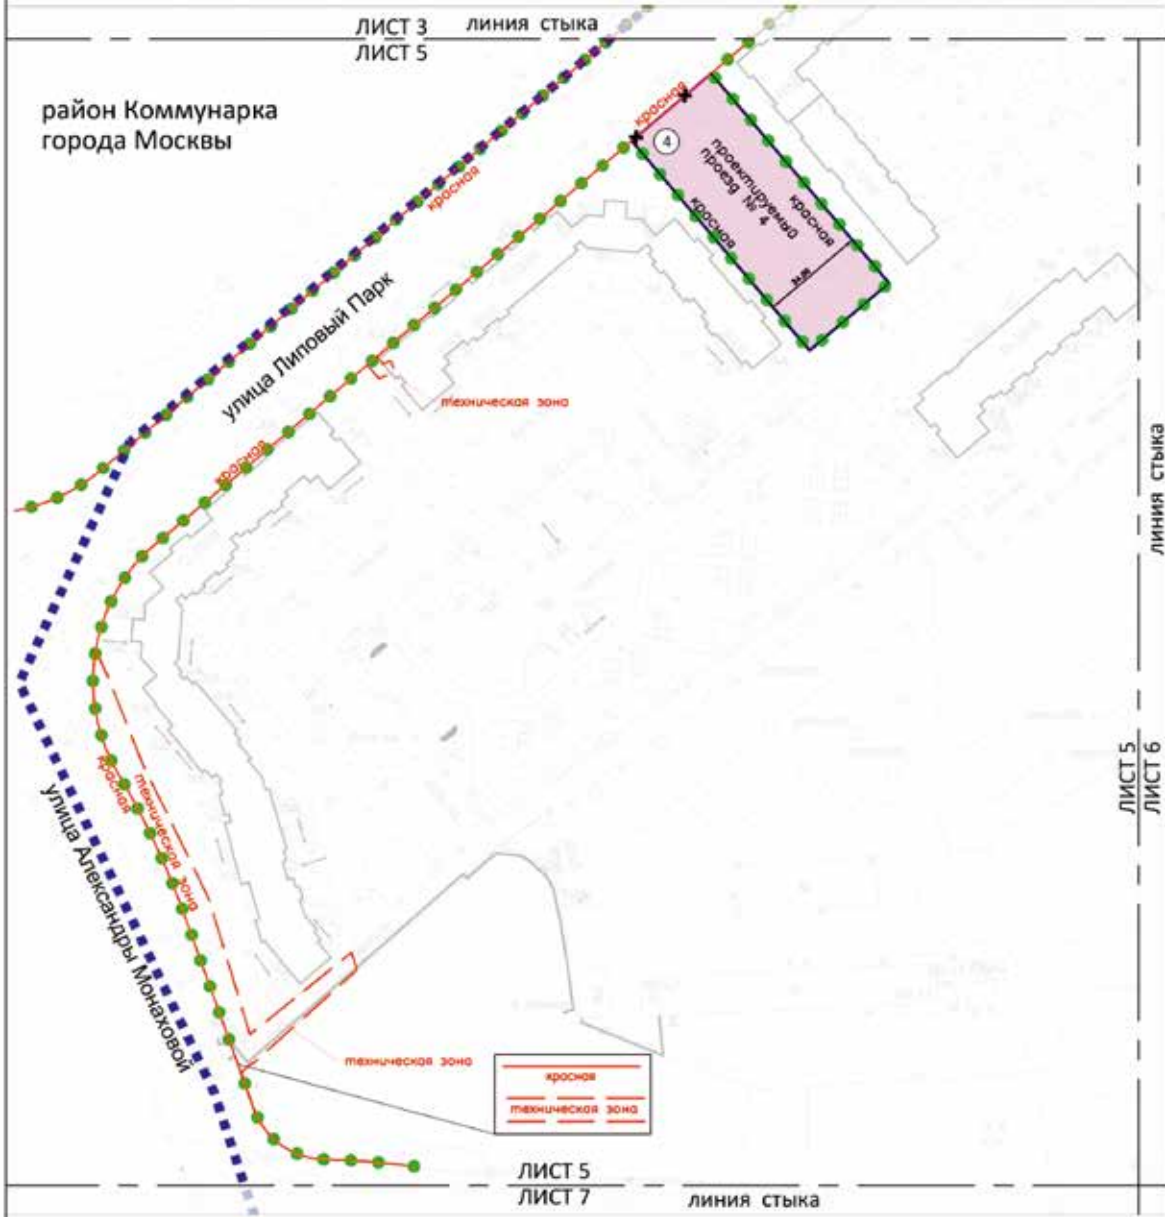 ЛИСТ 3
линия стыка
ЛИСТ 5
район Коммунарка
города Москвы
красная
4
проектируемый
проезд № 4
красная
красная
красная
улица Липовый Парк
техническая зона
красная
линия стыка
ЛИСТ 5
ЛИСТ 6
красная
техническая зона
улица Александры Монаховой
техническая зона
красная
техническая зона
ЛИСТ 5
ЛИСТ 7
линия стыка